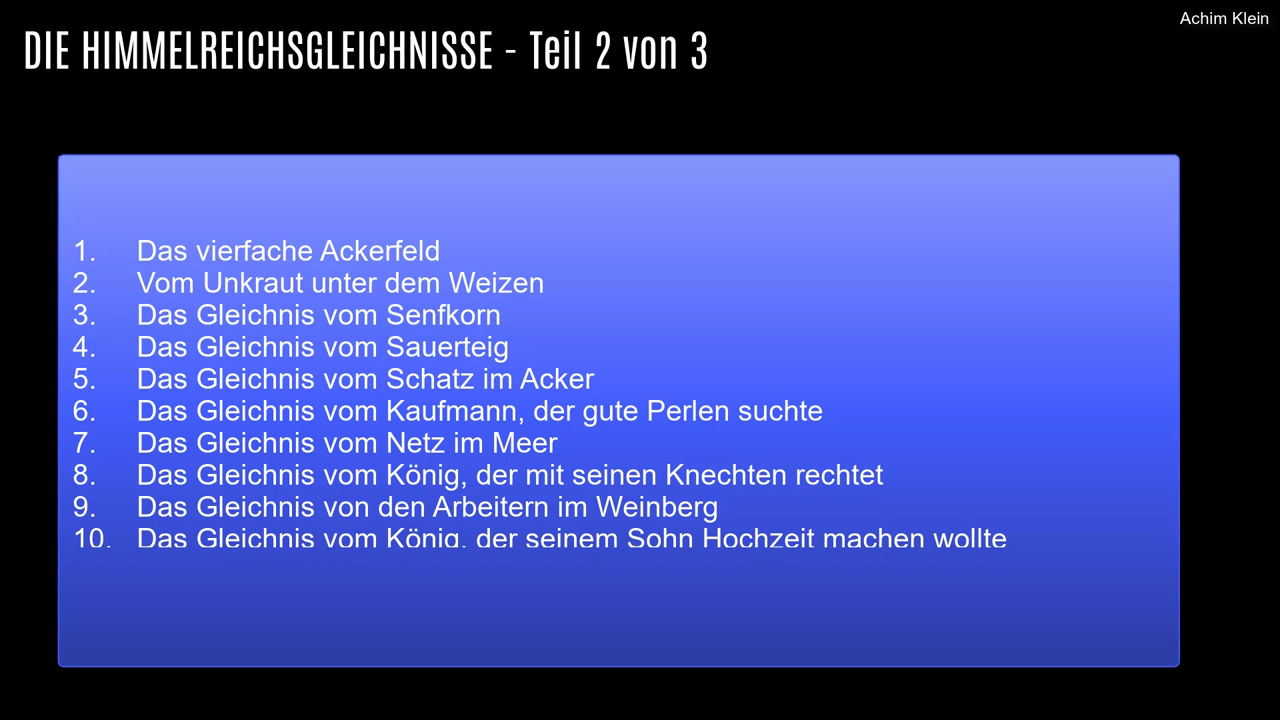 Achim Klein
DIE HIMMELREICHSGLEICHNISSE - Teil 2 von 3
1. Das vierfache Ackerfeld
2. Vom Unkraut unter dem Weizen
3. Das Gleichnis vom Senfkorn
4. Das Gleichnis vom Sauerteig
5. Das Gleichnis vom Schatz im Acker
6. Das Gleichnis vom Kaufmann, der gute Perlen suchte
7. Das Gleichnis vom Netz im Meer
8. Das Gleichnis vom König, der mit seinen Knechten rechtet
9. Das Gleichnis von den Arbeitern im Weinberg
10. Das Gleichnis vom König, der seinem Sohn Hochzeit machen wollte